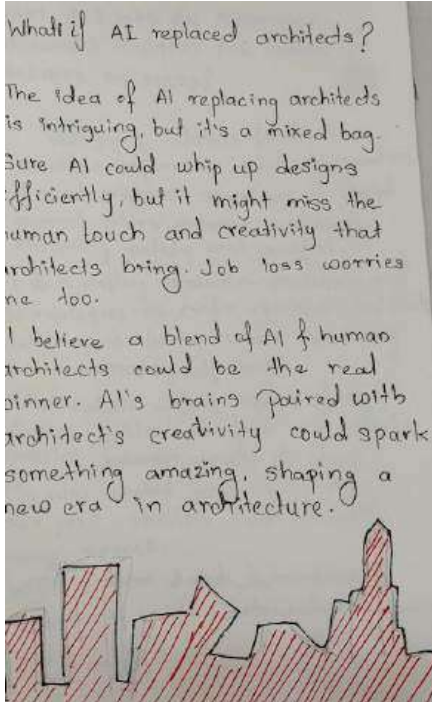 Whats if AI replaced architects?
The idea of AI replacing architects
is intriguing, but it's a mixed bag.
Sure AI could whip up designs
efficiently, but it might miss the
human touch and creativity that
architects bring. Job loss worries
me too.
I believe a blend of AI & human
architects could be the real
winner. AI's brains paired with
architect's creativity could spark
something amazing, shaping a
new era in architecture.